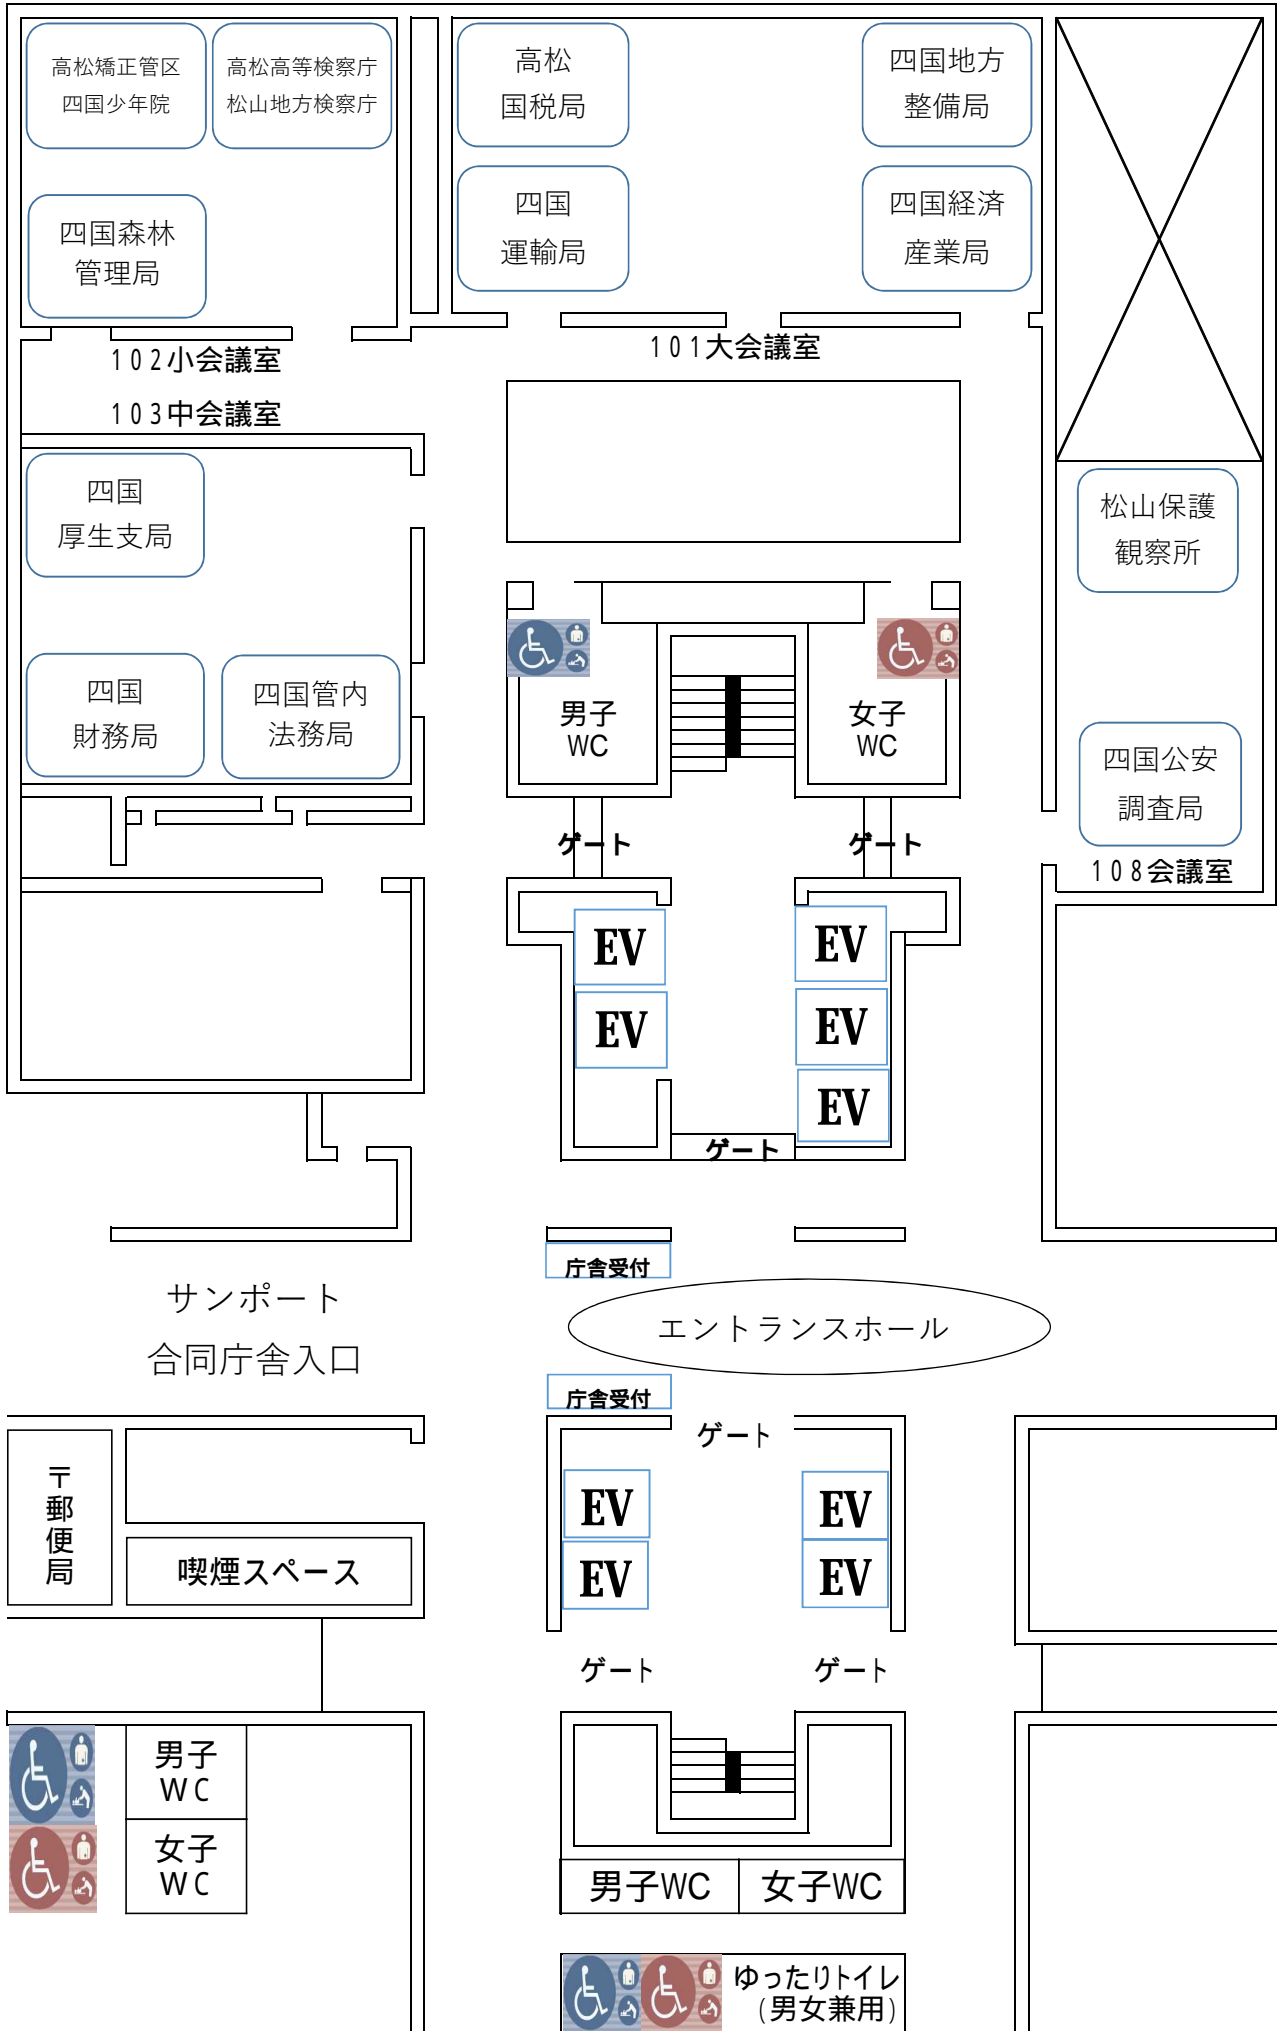 高松矯正管区
四国少年院
高松高等検察庁
松山地方検察庁
高松
国税局
四国地方
整備局
四国森林
管理局
四国
運輸局
四国経済
産業局
102小会議室
101大会議室
103中会議室
四国
厚生支局
松山保護
観察所
四国
財務局
四国管内
法務局
男子
WC
女子
WC
四国公安
調査局
108会議室
ゲート
ゲート
EV
EV
EV
EV
EV
ゲート
庁舎受付
サンポート
合同庁舎入口
エントランスホール
庁舎受付
ゲート
〒郵便局
喫煙スペース
EV
EV
EV
EV
ゲート
ゲート
男子
WC
女子
WC
男子WC
女子WC
ゆったりトイレ
(男女兼用)